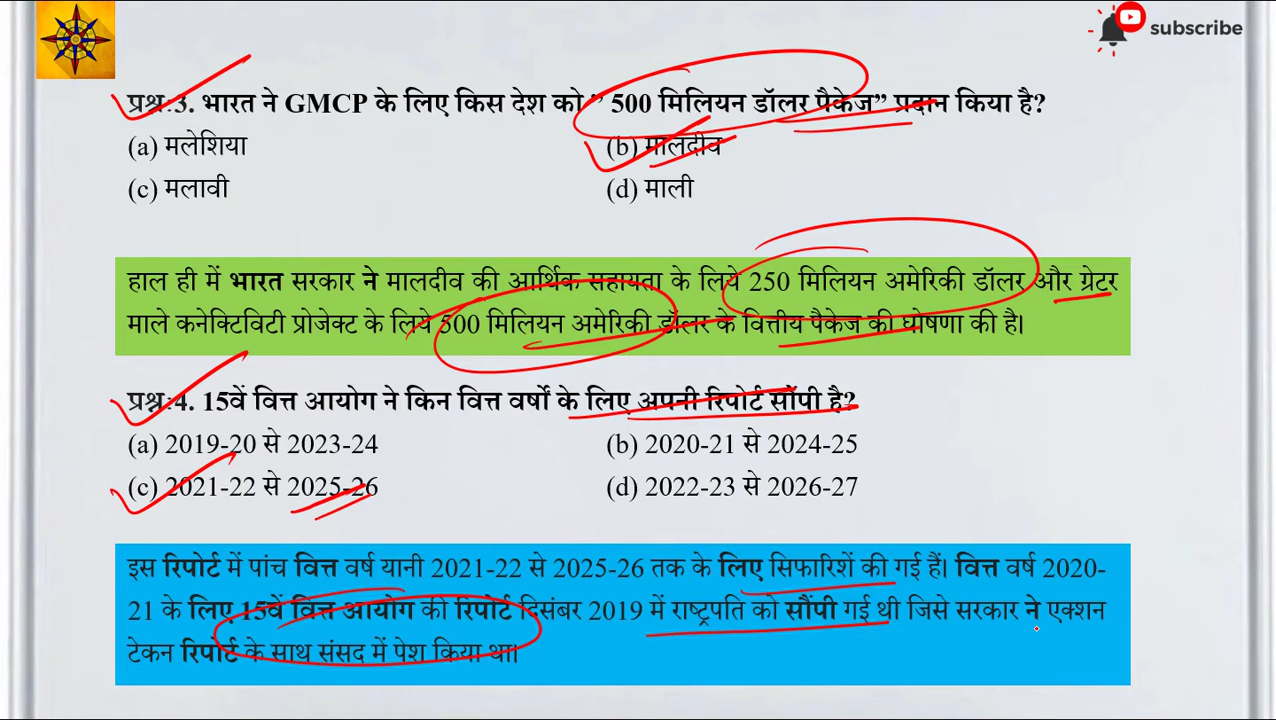 subscribe
प्रश्न:3. भारत ने GMCP के लिए किस देश को ” 500 मिलियन डॉलर पैकेज” प्रदान किया है?
(a) मलेशिया (b) मालदीव
(c) मलावी (d) माली
हाल ही में भारत सरकार ने मालदीव की आर्थिक सहायता के लिये 250 मिलियन अमेरिकी डॉलर और ग्रेटर
माले कनेक्टिविटी प्रोजेक्ट के लिये 500 मिलियन अमेरिकी डॉलर के वित्तीय पैकेज की घोषणा की है।
प्रश्न:4. 15वें वित्त आयोग ने किन वित्त वर्षों के लिए अपनी रिपोर्ट सौंपी है?
(a) 2019-20 से 2023-24 (b) 2020-21 से 2024-25
(c) 2021-22 से 2025-26 (d) 2022-23 से 2026-27
इस रिपोर्ट में पांच वित्त वर्ष यानी 2021-22 से 2025-26 तक के लिए सिफारिशें की गई हैं। वित्त वर्ष 2020-
21 के लिए 15वें वित्त आयोग की रिपोर्ट दिसंबर 2019 में राष्ट्रपति को सौंपी गई थी जिसे सरकार ने एक्शन
टेकन रिपोर्ट के साथ संसद में पेश किया था।